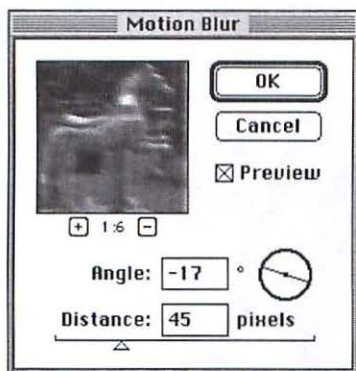 Motion Blur
OK
Cancel
Preview
+ 1:6 −
Angle: -17 °
Distance: 45 pixels